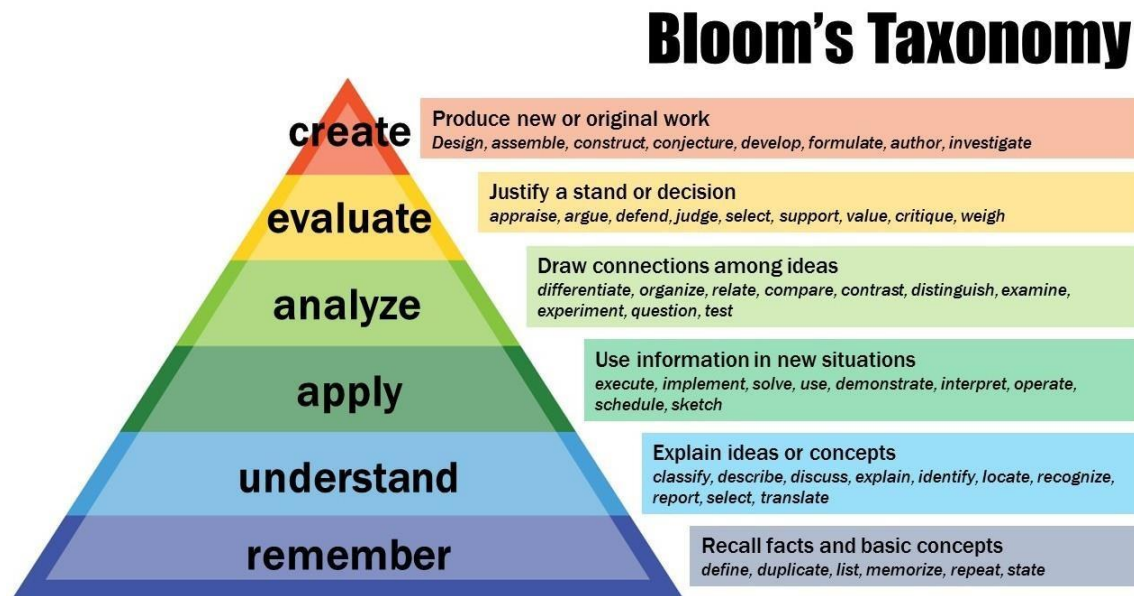 Bloom's Taxonomy
create
Produce new or original work
Design, assemble, construct, conjecture, develop, formulate, author, investigate
evaluate
Justify a stand or decision
appraise, argue, defend, judge, select, support, value, critique, weigh
analyze
Draw connections among ideas
differentiate, organize, relate, compare, contrast, distinguish, examine,
experiment, question, test
apply
Use information in new situations
execute, implement, solve, use, demonstrate, interpret, operate,
schedule, sketch
understand
Explain ideas or concepts
classify, describe, discuss, explain, identify, locate, recognize,
report, select, translate
remember
Recall facts and basic concepts
define, duplicate, list, memorize, repeat, state